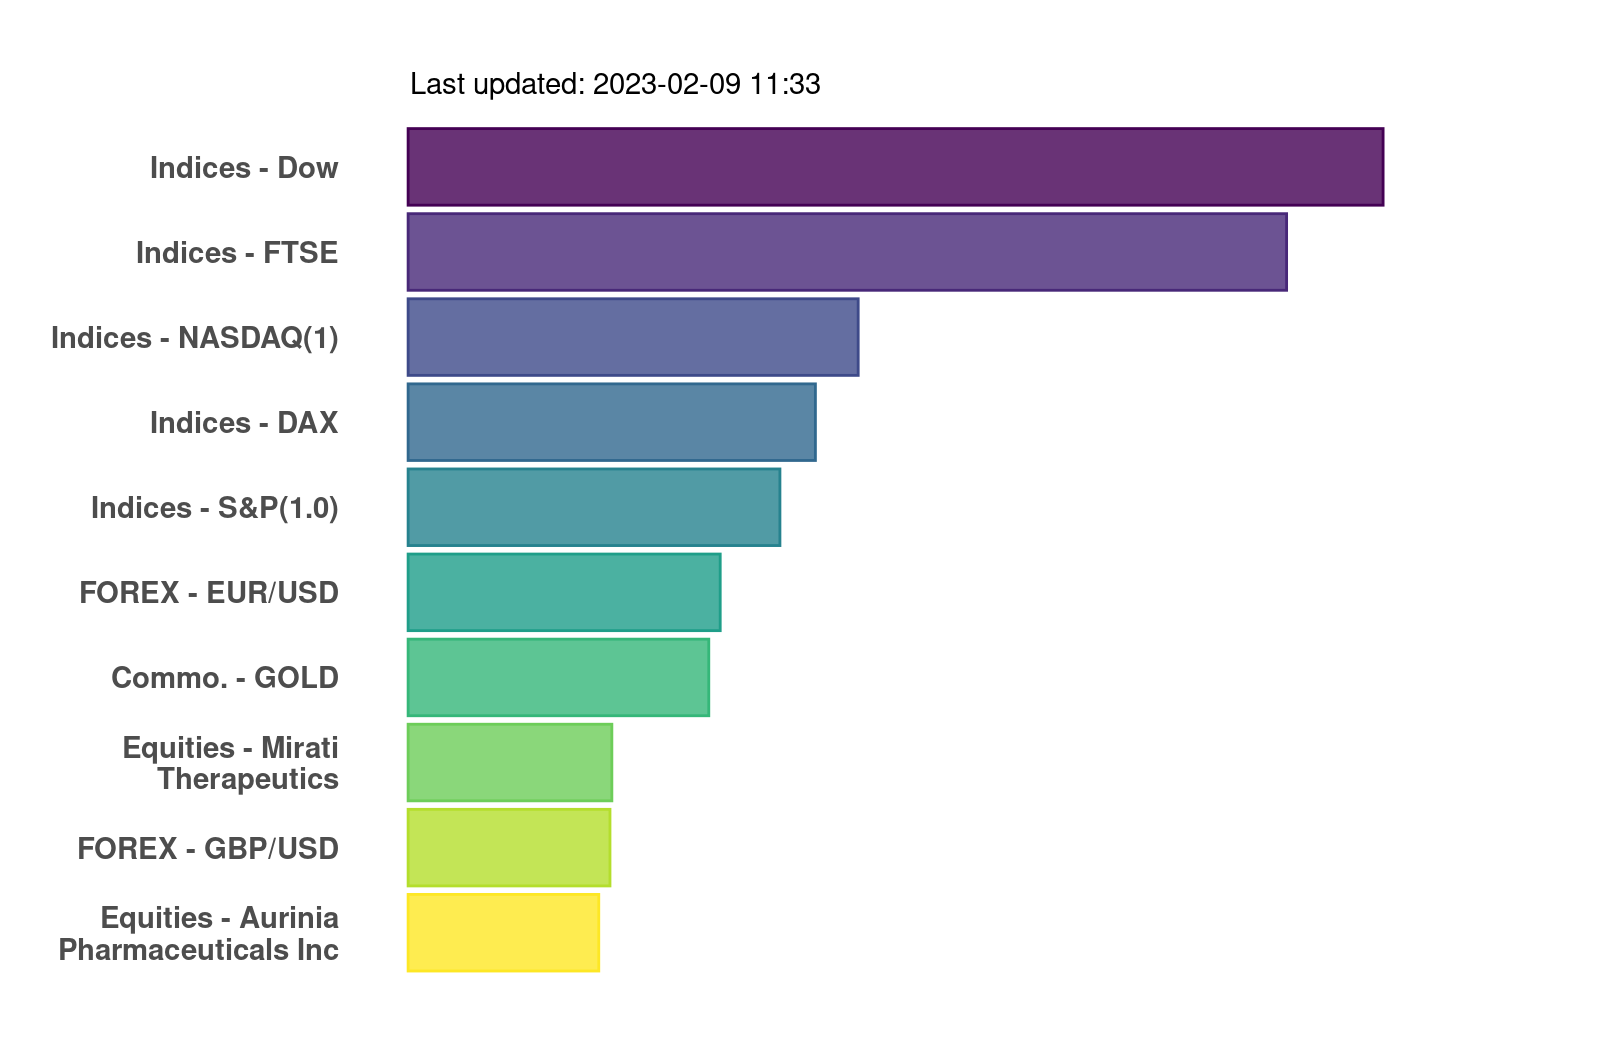 Last updated: 2023-02-09 11:33
Indices - Dow
Indices - FTSE
Indices - NASDAQ(1)
Indices - DAX
Indices - S&P(1.0)
FOREX - EUR/USD
Commo. - GOLD
Equities - Mirati
Therapeutics
FOREX - GBP/USD
Equities - Aurinia
Pharmaceuticals Inc